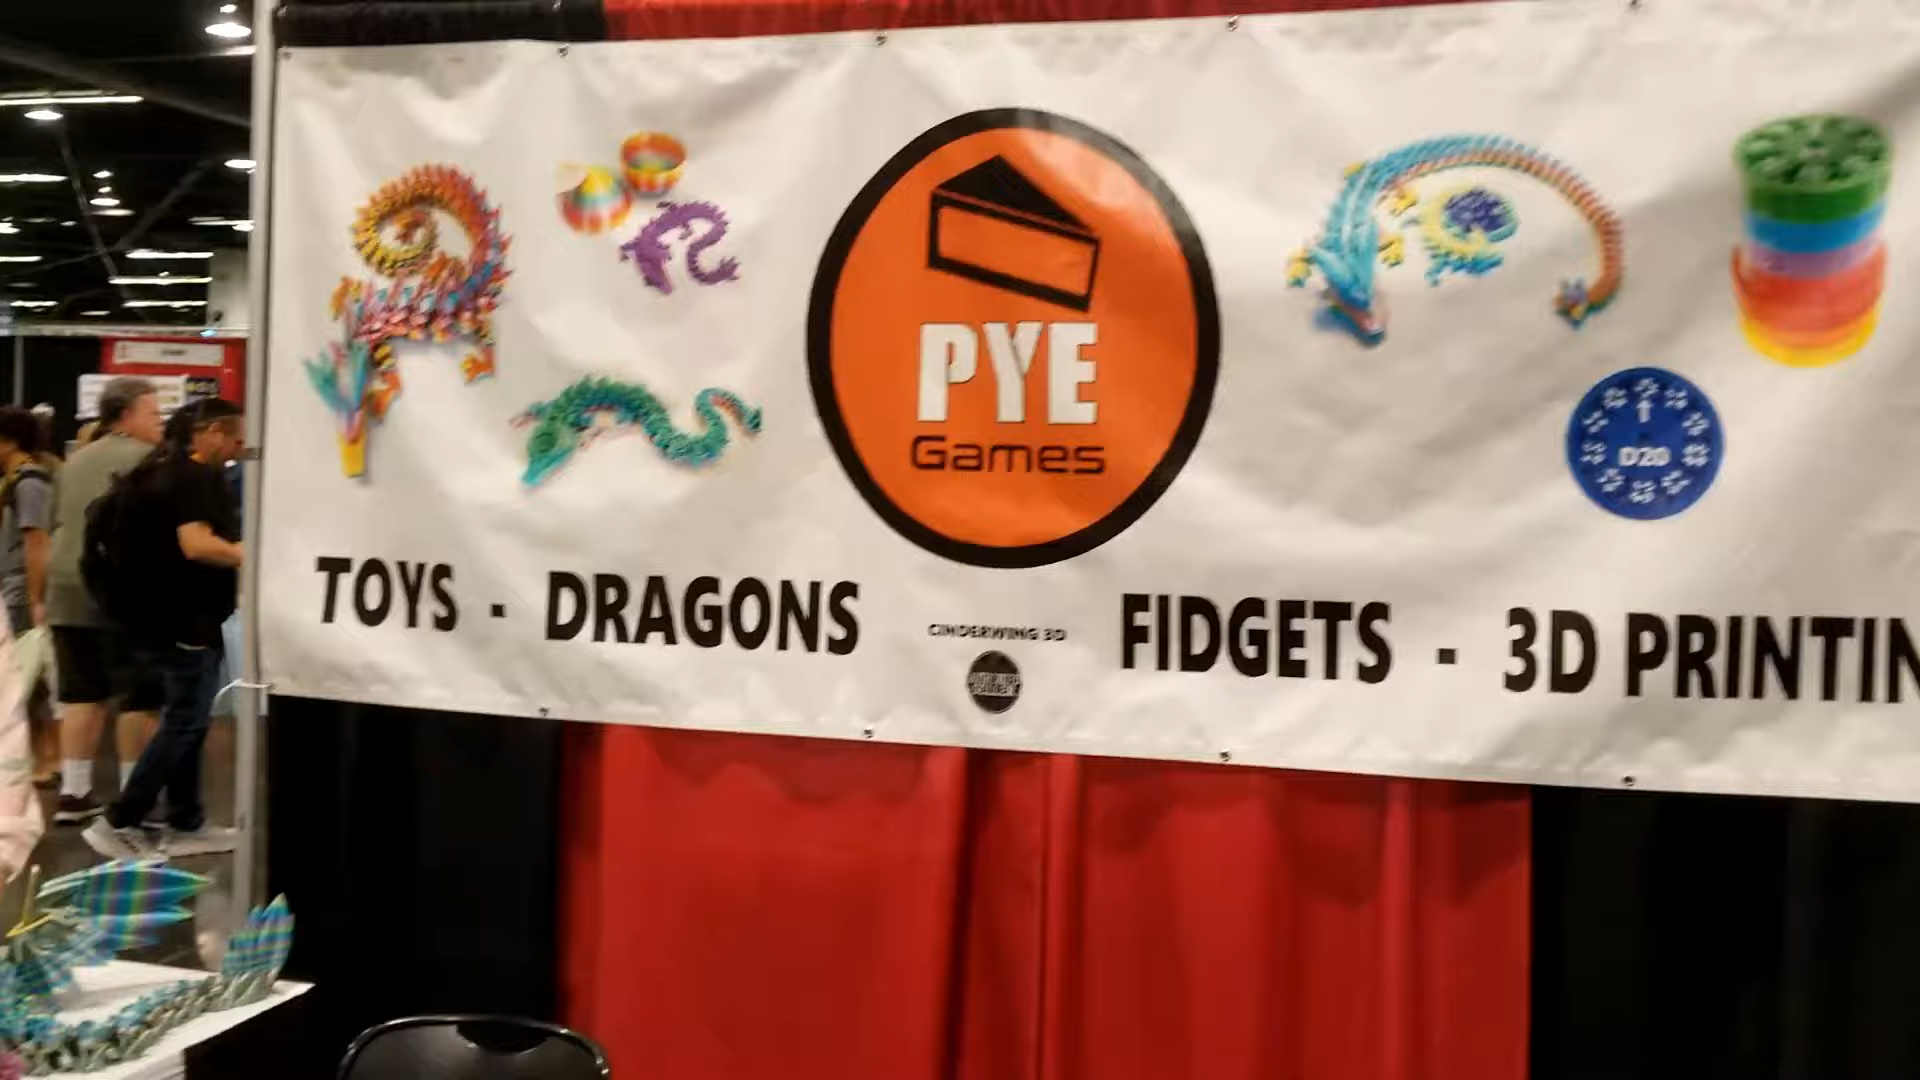 PYE
Games
D20
TOYS - DRAGONS
CINDERWING 3D
FIDGETS - 3D PRINTIN